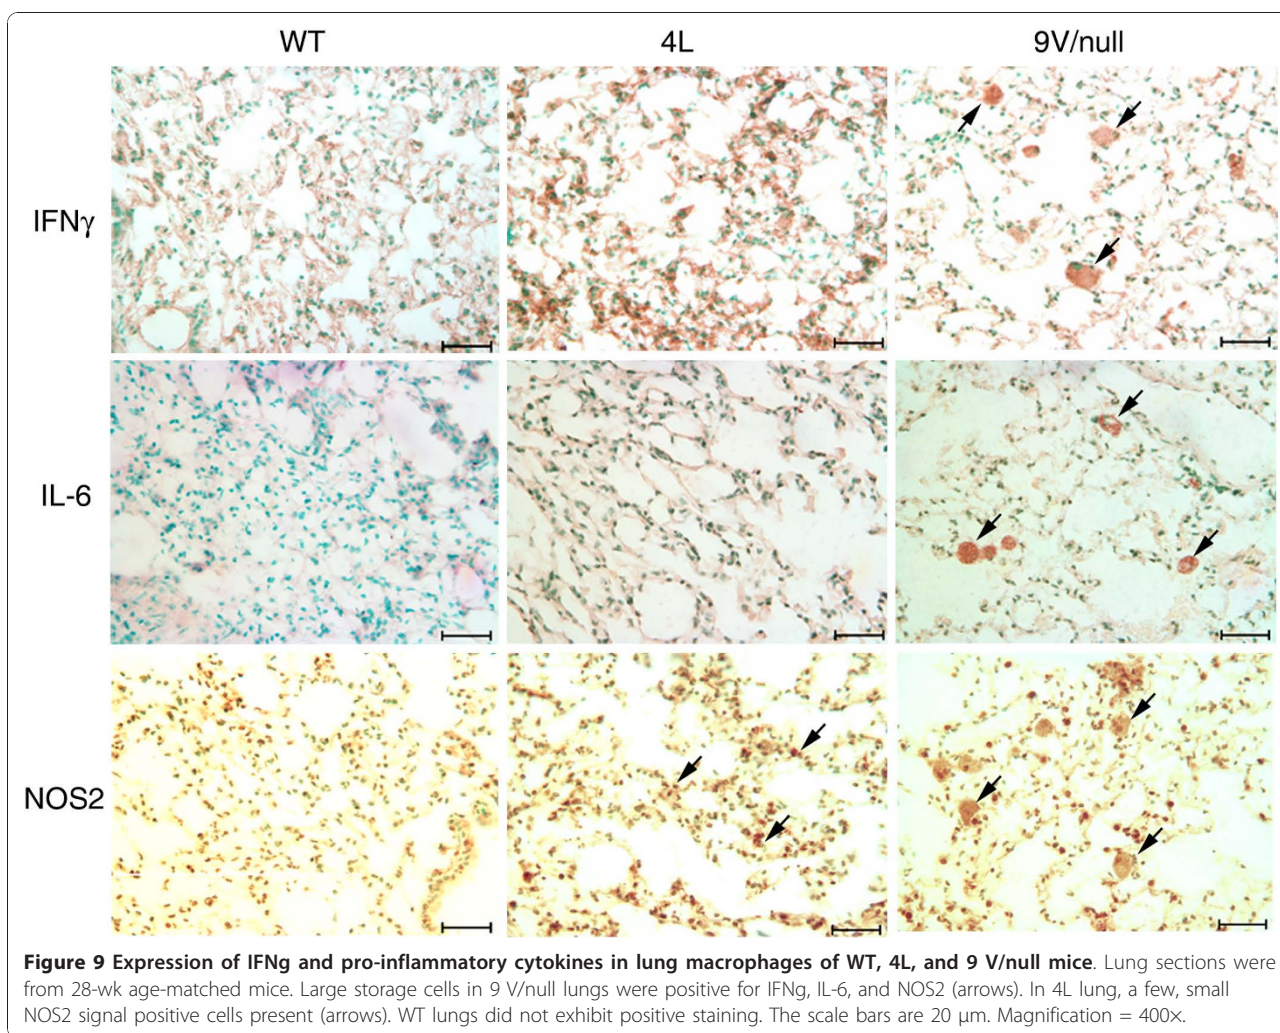 WT 4L 9V/null
IFNγ
IL-6
NOS2
Figure 9 Expression of IFNg and pro-inflammatory cytokines in lung macrophages of WT, 4L, and 9 V/null mice. Lung sections were
from 28-wk age-matched mice. Large storage cells in 9 V/null lungs were positive for IFNg, IL-6, and NOS2 (arrows). In 4L lung, a few, small
NOS2 signal positive cells present (arrows). WT lungs did not exhibit positive staining. The scale bars are 20 μm. Magnification = 400×.